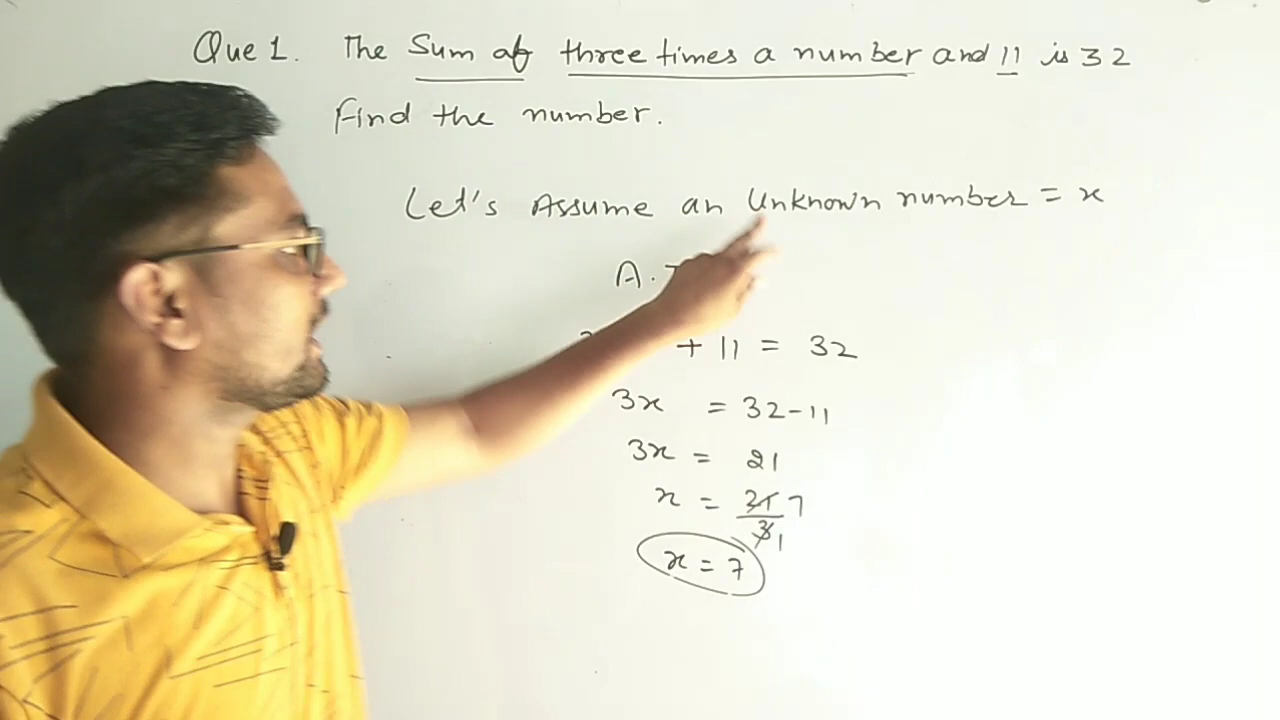 Que 1. The Sum of three times a number and 11 is 32
Find the number.
Let's Assume an Unknown number = x
A.
+ 11 = 32
3x = 32-11
3x = 21
x = 21/3 7 1
x = 7